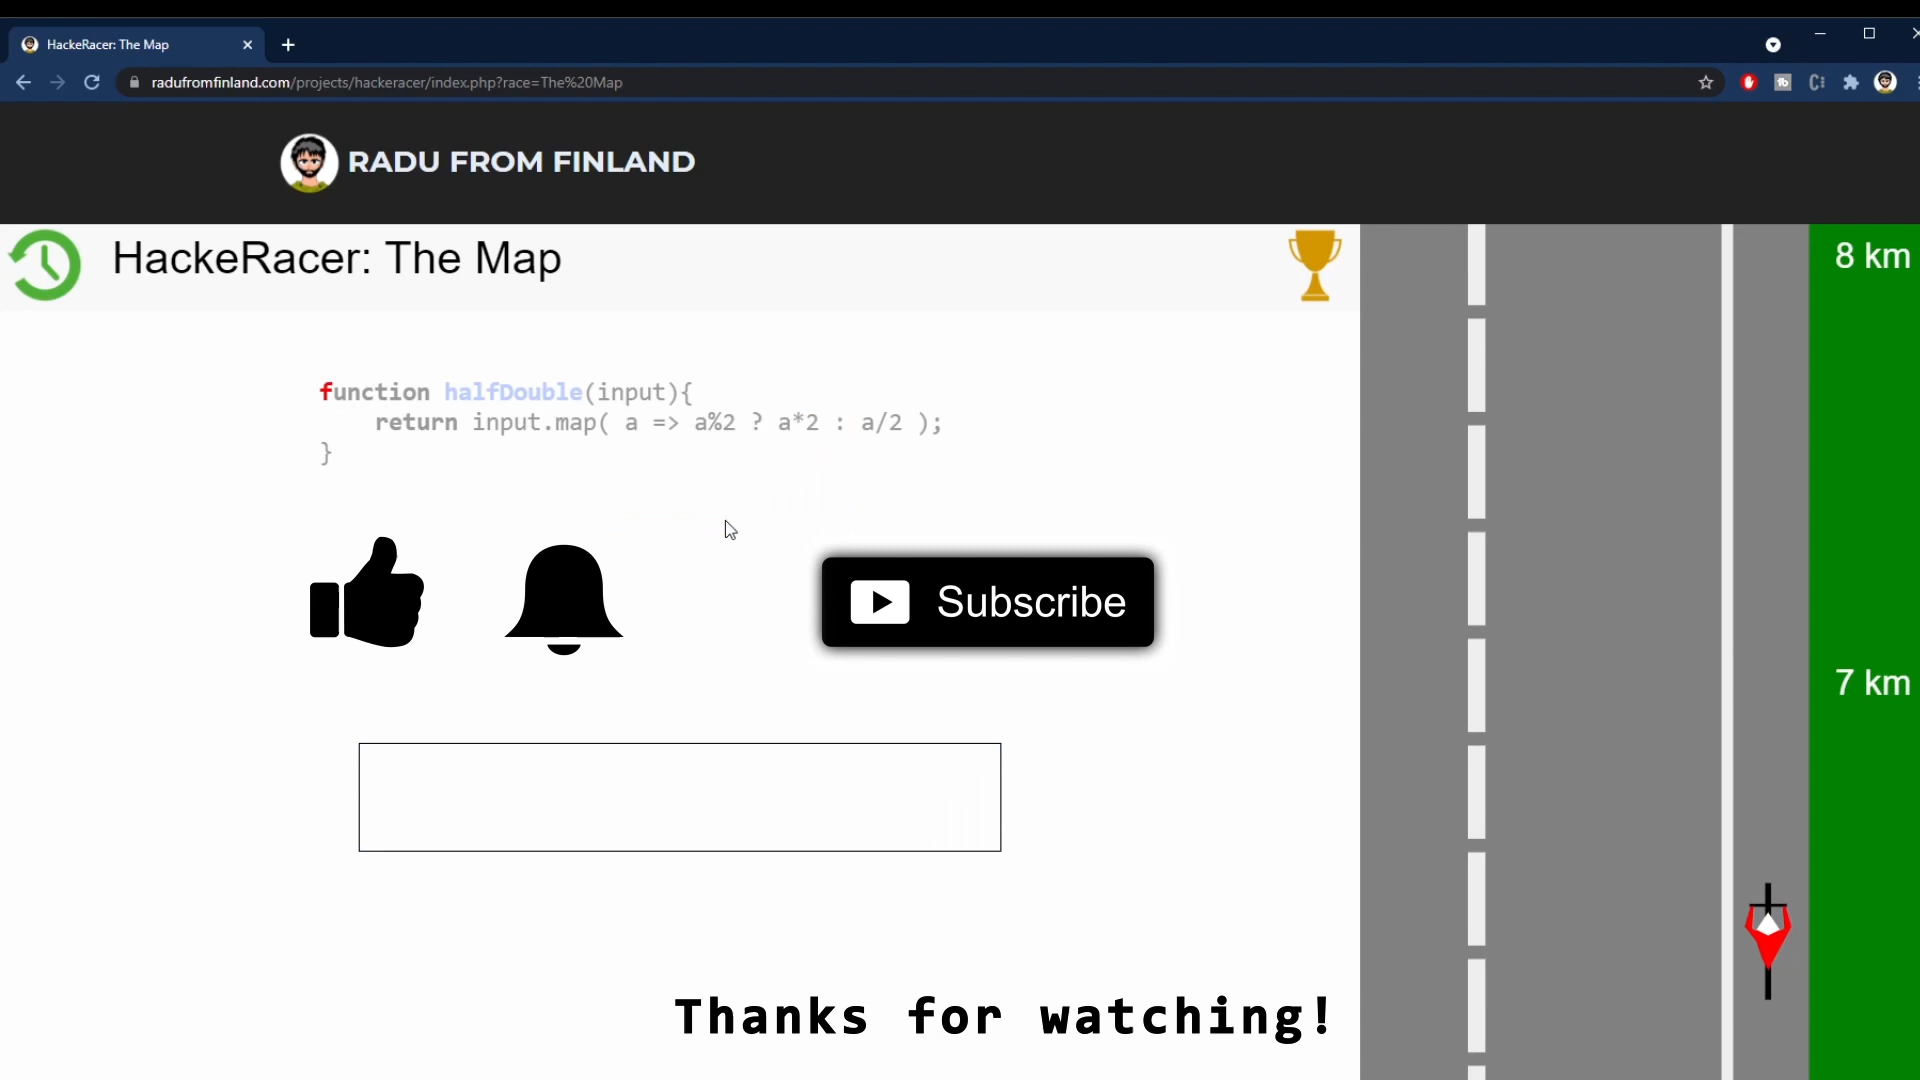 HackeRacer: The Map
radufromfinland.com/projects/hackeracer/index.php?race=The%20Map
RADU FROM FINLAND
HackeRacer: The Map
8 km
function halfDouble(input){
return input.map( a => a%2 ? a*2 : a/2 );
}
Subscribe
7 km
Thanks for watching!